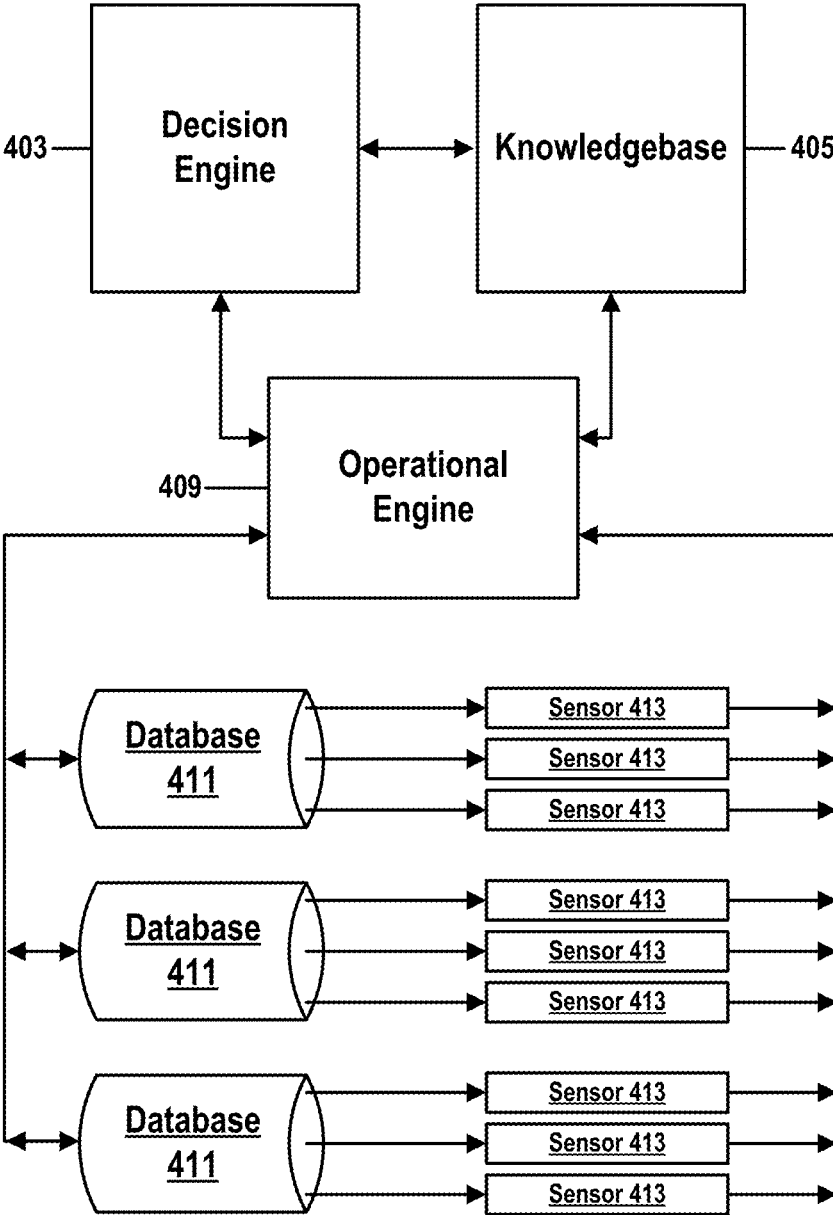 Decision
Engine
Knowledgebase
403
405
Operational
Engine
409
Database
411
Sensor 413
Sensor 413
Sensor 413
Database
411
Sensor 413
Sensor 413
Sensor 413
Database
411
Sensor 413
Sensor 413
Sensor 413